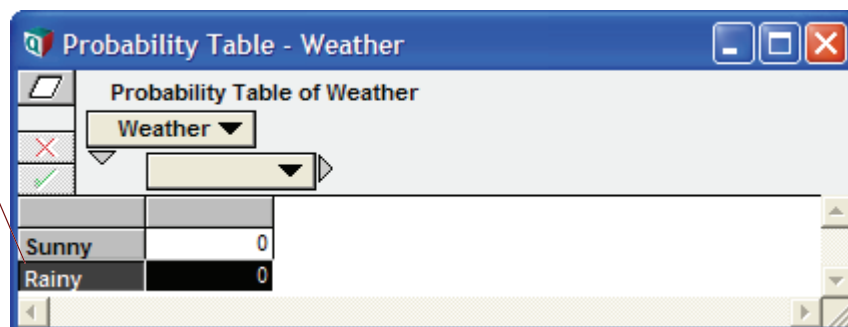 Probability Table - Weather
Probability Table of Weather
Weather
Sunny 0
Rainy 0